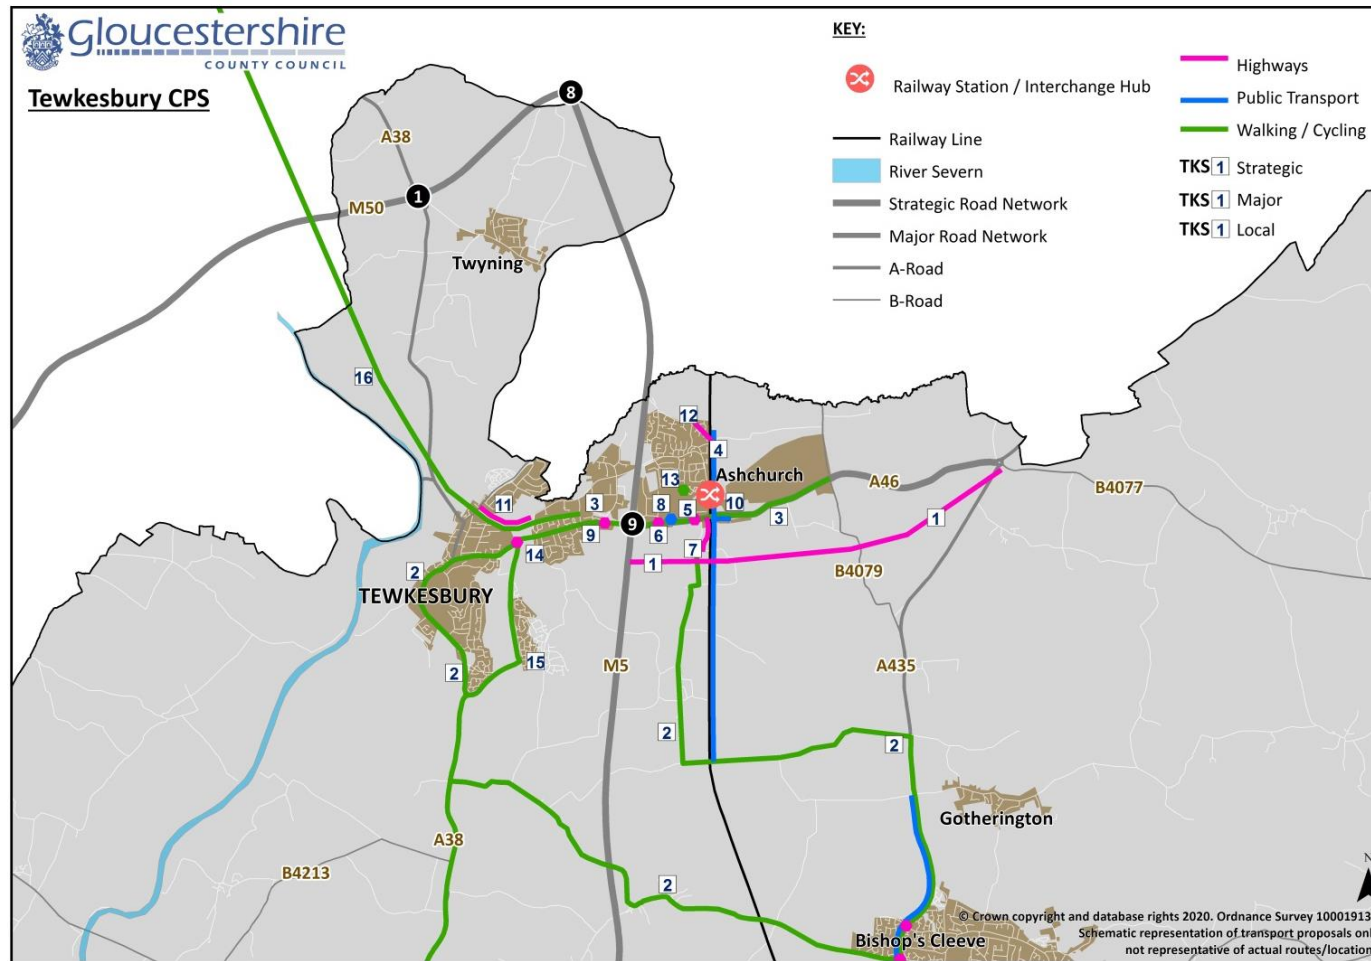 Gloucestershire
COUNTY COUNCIL
Tewkesbury CPS
KEY:
Railway Station / Interchange Hub
Railway Line
River Severn
Strategic Road Network
Major Road Network
A-Road
B-Road
Highways
Public Transport
Walking / Cycling
TKS 1 Strategic
TKS 1 Major
TKS 1 Local
8
A38
1
M50
Twyning
16
12
4
Ashchurch
13
A46
B4077
11
3
8
5
10
9
9
6
3
1
14
7
1
B4079
2
TEWKESBURY
15
2
M5
A435
2
2
Gotherington
A38
B4213
2
Bishop's Cleeve
N
© Crown copyright and database rights 2020. Ordnance Survey 10001913
Schematic representation of transport proposals onl
not representative of actual routes/location